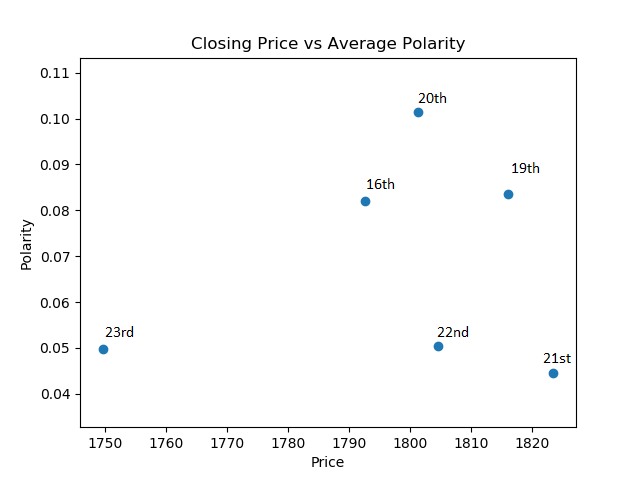 Closing Price vs Average Polarity
0.11
0.10
0.09
0.08
0.07
0.06
0.05
0.04
Polarity
20th
19th
16th
23rd
22nd
21st
1750 1760 1770 1780 1790 1800 1810 1820
Price